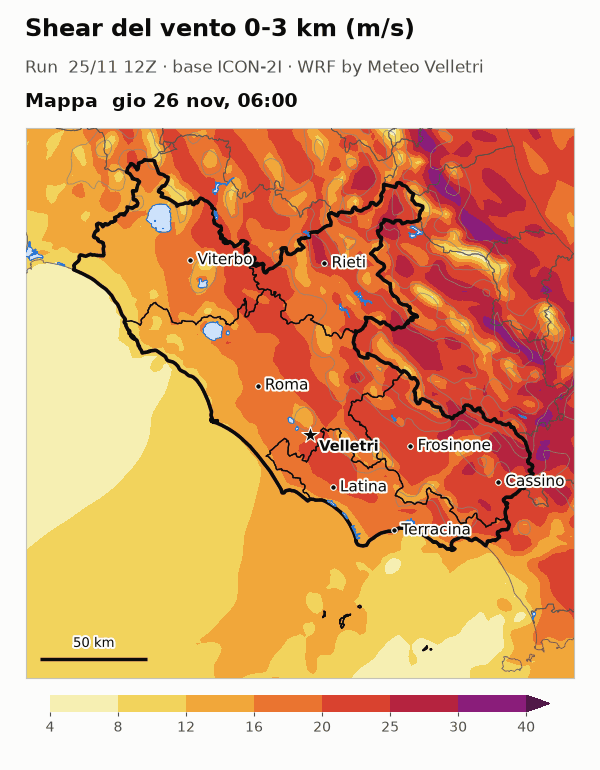 Shear del vento 0-3 km (m/s)
Run  25/11 12Z · base ICON-2I · WRF by Meteo Velletri
Mappa  gio 26 nov, 06:00
Viterbo
Rieti
Roma
Velletri
Frosinone
Cassino
Latina
Terracina
50 km
4 8 12 16 20 25 30 40